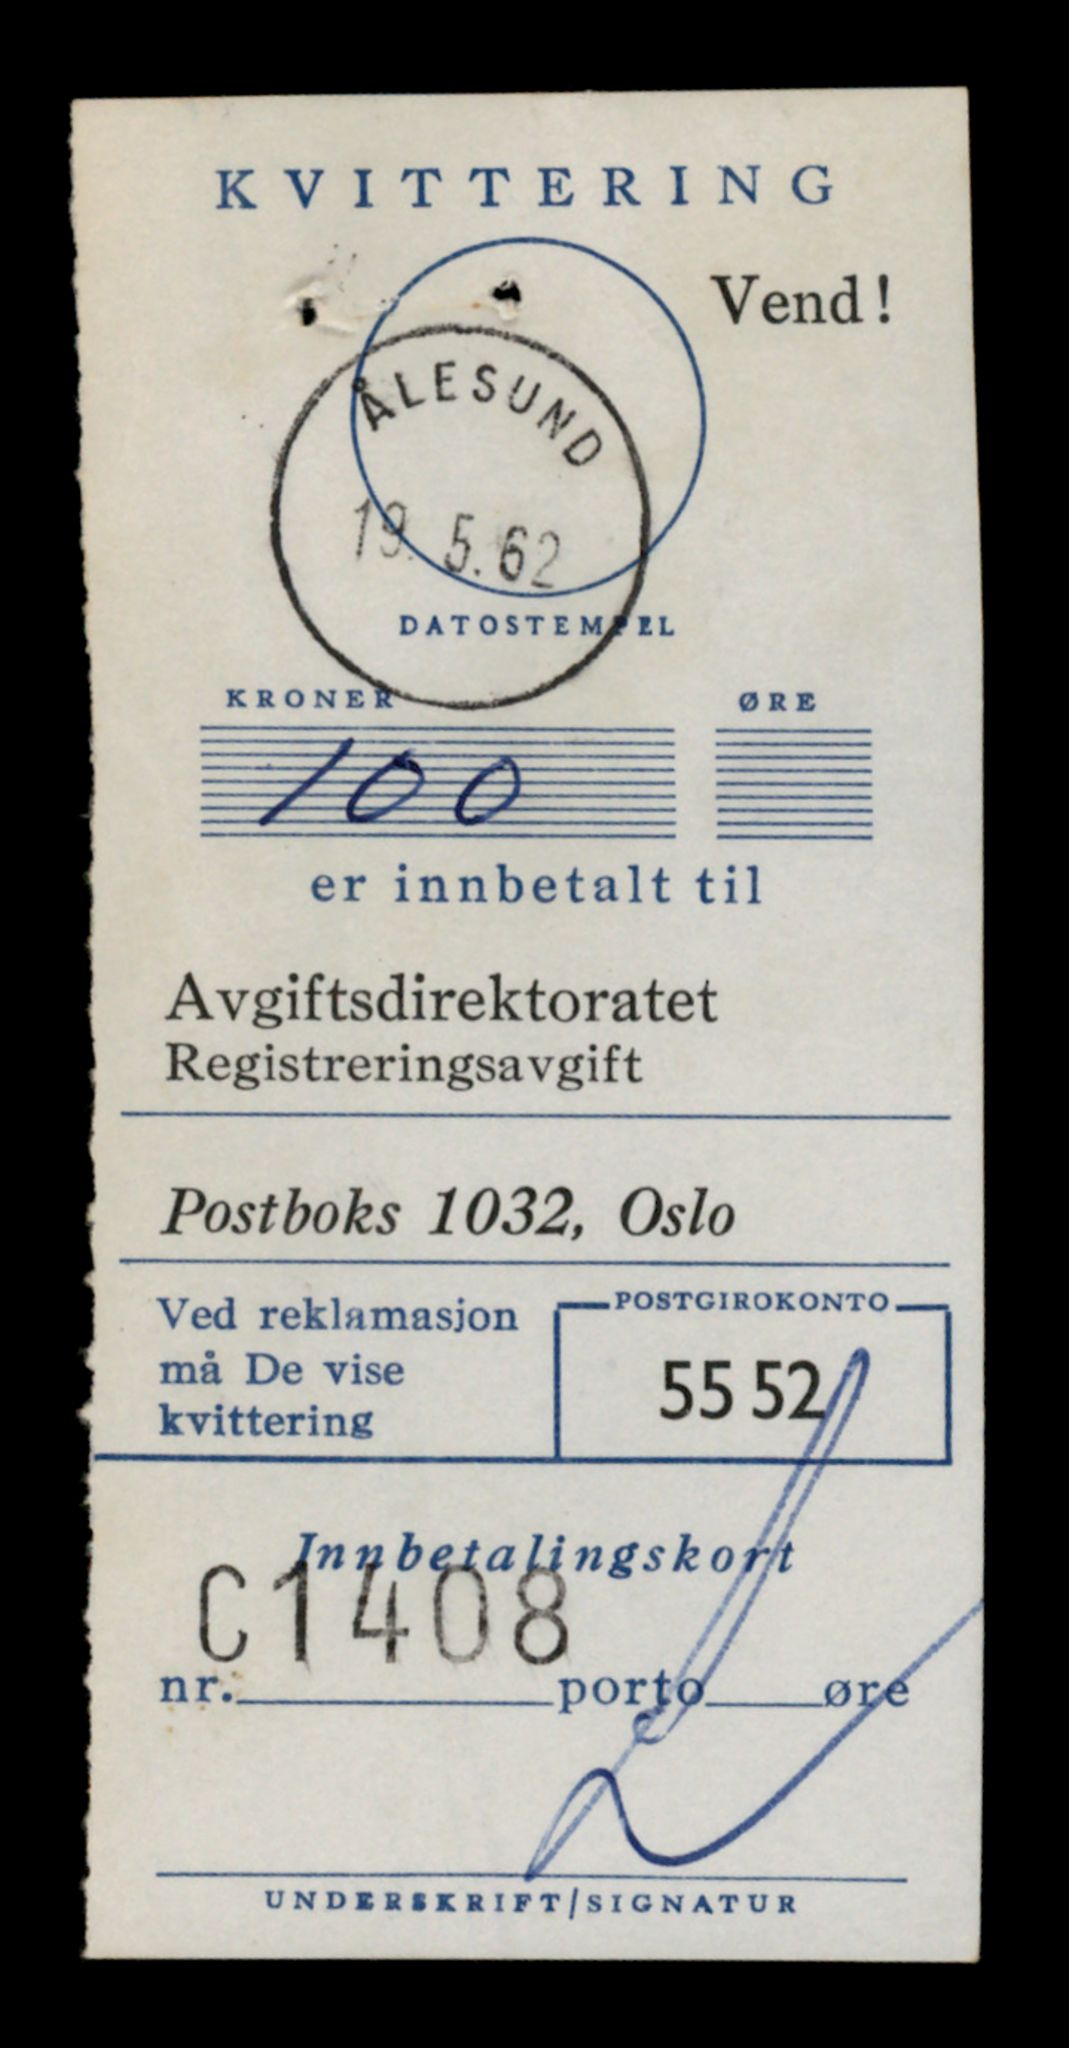 KVITTERING
Vend!
ÅLESUND
19. 5. 62
DATOSTEMPEL
KRONER ØRE
100
er innbetalt til
Avgiftsdirektoratet
Registreringsavgift
Postboks 1032, Oslo
Ved reklamasjon
må De vise
kvittering
POSTGIROKONTO
55 52
Innbetalingskort
C1408
nr. porto øre
UNDERSKRIFT/SIGNATUR